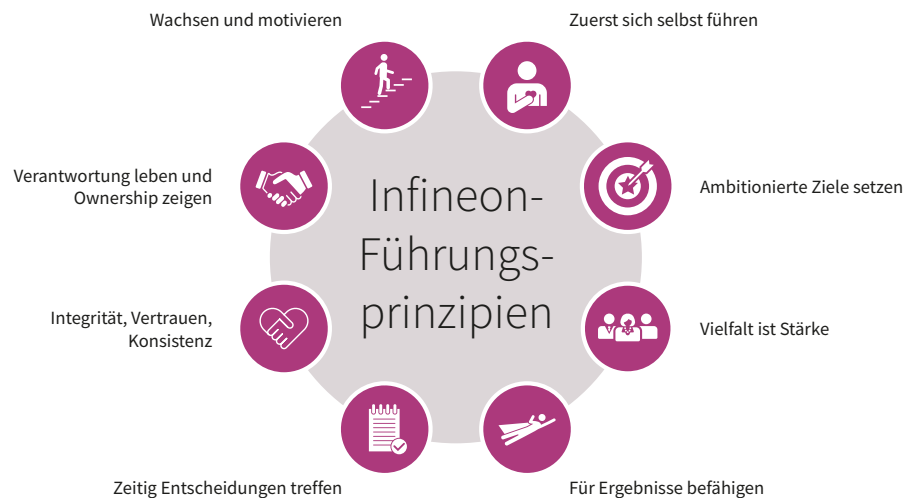 Wachsen und motivieren
Zuerst sich selbst führen
Verantwortung leben und
Ownership zeigen
Ambitionierte Ziele setzen
Infineon-
Führungs-
prinzipien
Integrität, Vertrauen,
Konsistenz
Vielfalt ist Stärke
Zeitig Entscheidungen treffen
Für Ergebnisse befähigen